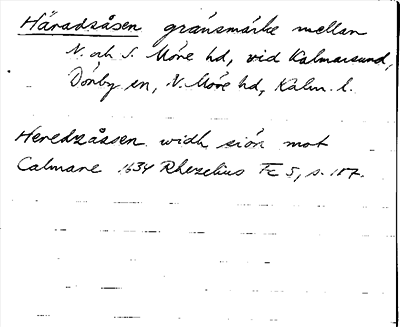 Häradsåsen gränsmärke mellan
N. och S. Möre hd, vid Kalmarsund,
Dörby sn, N. Möre hd, Kalm. l.
Heredzåssen widh siön mot
Calmare 1634 Rhezelius Fc 5, s. 187.